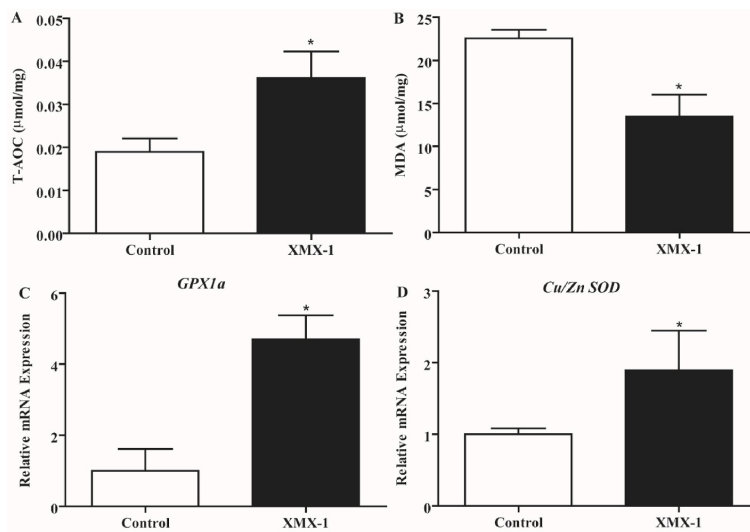 A
T-AOC (μmol/mg)
0.05
0.04
0.03
0.02
0.01
0.00
*
Control
XMX-1
B
MDA (μmol/mg)
25
20
15
10
5
0
*
Control
XMX-1
C
GPX1a
Relative mRNA Expression
6
4
2
0
*
Control
XMX-1
D
Cu/Zn SOD
Relative mRNA Expression
3
2
1
0
*
Control
XMX-1